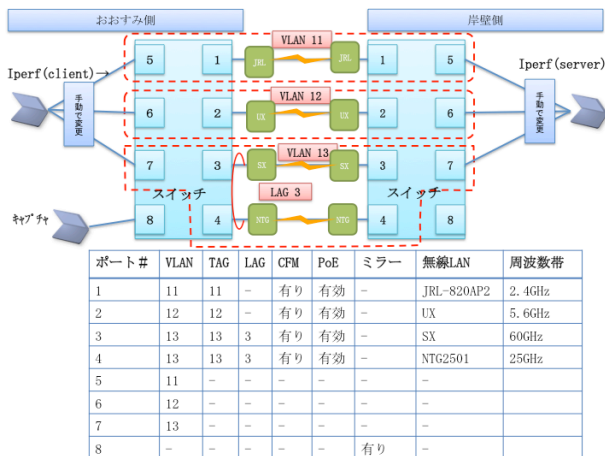 おおすみ側
岸壁側
VLAN 11
5
1
JRL
JRL
1
5
Iperf(client)→
Iperf(server)
手動で変更
手動で変更
VLAN 12
6
2
UX
UX
2
6
VLAN 13
7
3
SX
SX
3
7
スイッチ
スイッチ
LAG 3
キャプチャ
8
4
NTG
NTG
4
8
ポート# VLAN TAG LAG CFM PoE ミラー 無線LAN 周波数帯
1 11 11 - 有り 有効 - JRL-820AP2 2.4GHz
2 12 12 - 有り 有効 - UX 5.6GHz
3 13 13 3 有り 有効 - SX 60GHz
4 13 13 3 有り 有効 - NTG2501 25GHz
5 11 - - - - - -
6 12 - - - - - -
7 13 - - - - - -
8 - - - - - 有り -